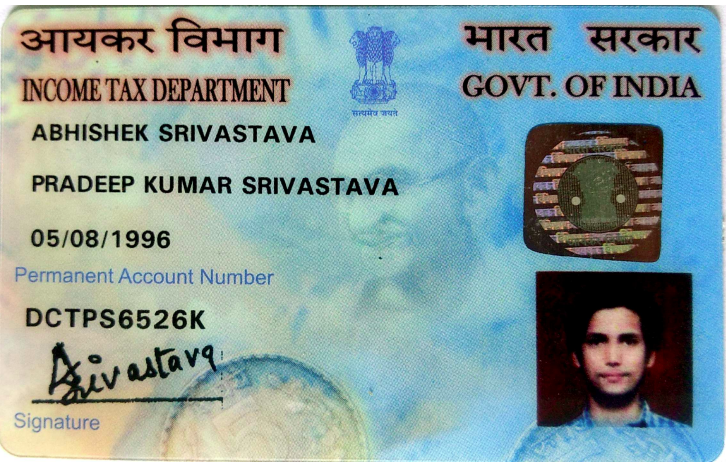 आयकर विभाग
INCOME TAX DEPARTMENT
सत्यमेव जयते
भारत सरकार
GOVT. OF INDIA
ABHISHEK SRIVASTAVA
PRADEEP KUMAR SRIVASTAVA
05/08/1996
Permanent Account Number
DCTPS6526K
ASrivastava
Signature